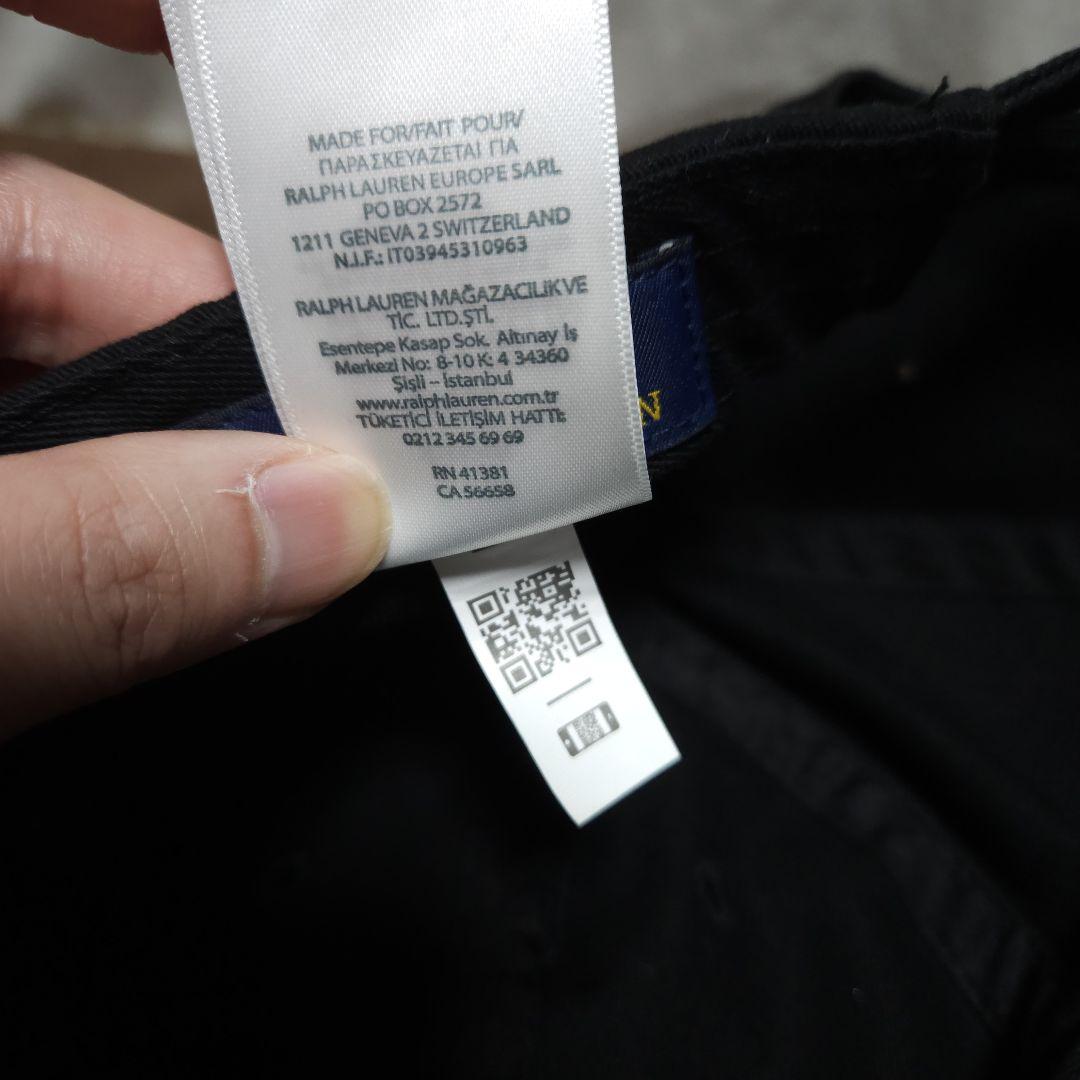 MADE FOR/FAIT POUR/
ΠΑΡΑΣΚΕΥΑΖΕΤΑΙ ΓΙΑ
RALPH LAUREN EUROPE SARL
PO BOX 2572
1211 GENEVA 2 SWITZERLAND
N.I.F.: IT03945310963
RALPH LAUREN MAĞAZACILIK VE
TİC. LTD.ŞTİ.
Esentepe Kasap Sok. Altınay İş
Merkezi No: 8-10 K: 4 34360
Şişli – İstanbul
www.ralphlauren.com.tr
TÜKETİCİ İLETİŞİM HATTI:
0212 345 69 69
RN 41381
CA 56658
N